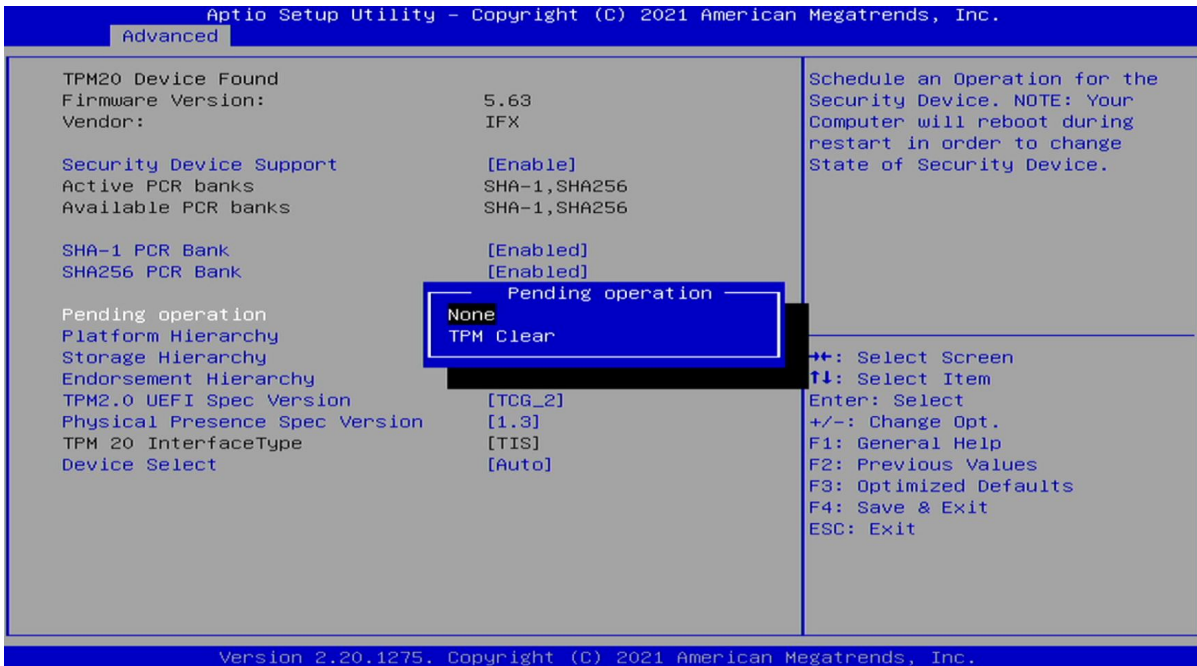 Aptio Setup Utility – Copyright (C) 2021 American Megatrends, Inc.
Advanced
TPM20 Device Found
Firmware Version: 5.63
Vendor: IFX
Security Device Support [Enable]
Active PCR banks SHA-1,SHA256
Available PCR banks SHA-1,SHA256
SHA-1 PCR Bank [Enabled]
SHA256 PCR Bank [Enabled]
Pending operation
Platform Hierarchy
Storage Hierarchy
Endorsement Hierarchy
TPM2.0 UEFI Spec Version [TCG_2]
Physical Presence Spec Version [1.3]
TPM 20 InterfaceType [TIS]
Device Select [Auto]
Pending operation
None
TPM Clear
Schedule an Operation for the
Security Device. NOTE: Your
Computer will reboot during
restart in order to change
State of Security Device.
→←: Select Screen
↑↓: Select Item
Enter: Select
+/-: Change Opt.
F1: General Help
F2: Previous Values
F3: Optimized Defaults
F4: Save & Exit
ESC: Exit
Version 2.20.1275. Copyright (C) 2021 American Megatrends, Inc.